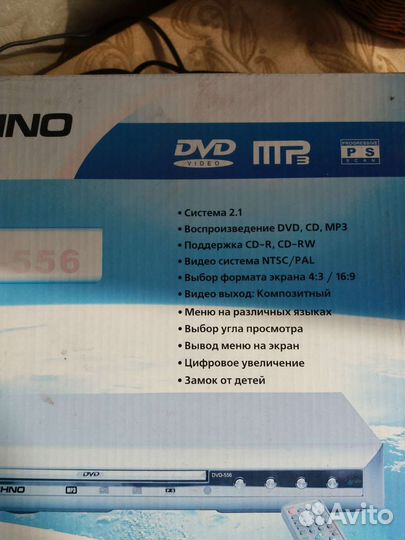 HNO
DVD
VIDEO
MP3
PROGRESSIVE
PS
SCAN
• Система 2.1
• Воспроизведение DVD, CD, MP3
-556
• Поддержка CD-R, CD-RW
• Видео система NTSC/PAL
• Выбор формата экрана 4:3 / 16:9
• Видео выход: Композитный
• Меню на различных языках
• Выбор угла просмотра
• Вывод меню на экран
• Цифровое увеличение
• Замок от детей
DVD
DVD-556
HNO
Avito